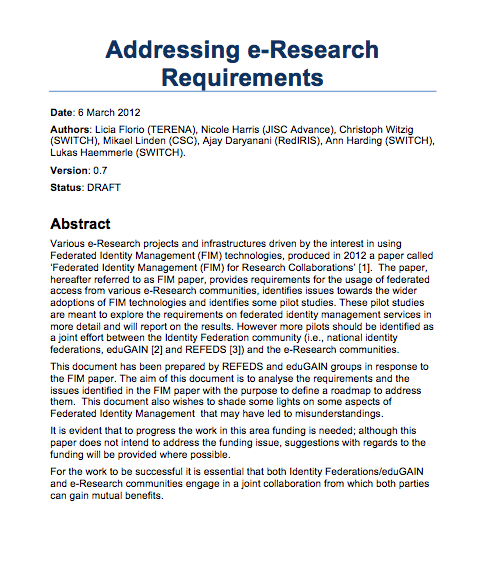 Addressing e-Research
Requirements
Date: 6 March 2012
Authors: Licia Florio (TERENA), Nicole Harris (JISC Advance), Christoph Witzig
(SWITCH), Mikael Linden (CSC), Ajay Daryanani (RedIRIS), Ann Harding (SWITCH),
Lukas Haemmerle (SWITCH).
Version: 0.7
Status: DRAFT
Abstract
Various e-Research projects and infrastructures driven by the interest in using
Federated Identity Management (FIM) technologies, produced in 2012 a paper called
'Federated Identity Management (FIM) for Research Collaborations' [1].  The paper,
hereafter referred to as FIM paper, provides requirements for the usage of federated
access from various e-Research communities, identifies issues towards the wider
adoptions of FIM technologies and identifies some pilot studies. These pilot studies
are meant to explore the requirements on federated identity management services in
more detail and will report on the results. However more pilots should be identified as
a joint effort between the Identity Federation community (i.e., national identity
federations, eduGAIN [2] and REFEDS [3]) and the e-Research communities.
This document has been prepared by REFEDS and eduGAIN groups in response to
the FIM paper. The aim of this document is to analyse the requirements and the
issues identified in the FIM paper with the purpose to define a roadmap to address
them.  This document also wishes to shade some lights on some aspects of
Federated Identity Management  that may have led to misunderstandings.
It is evident that to progress the work in this area funding is needed; although this
paper does not intend to address the funding issue, suggestions with regards to the
funding will be provided where possible.
For the work to be successful it is essential that both Identity Federations/eduGAIN
and e-Research communities engage in a joint collaboration from which both parties
can gain mutual benefits.